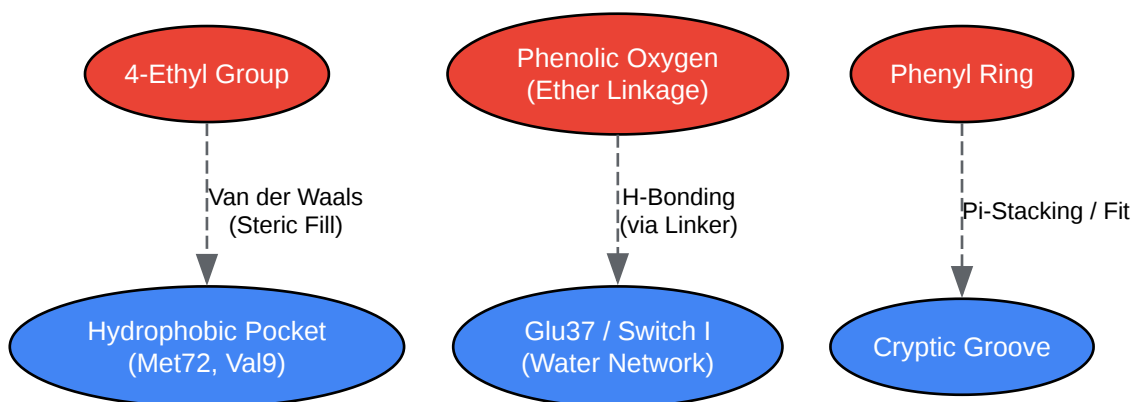 4-Ethyl Group
Phenolic Oxygen
(Ether Linkage)
Phenyl Ring
Van der Waals
(Steric Fill)
H-Bonding
(via Linker)
Pi-Stacking / Fit
Hydrophobic Pocket
(Met72, Val9)
Glu37 / Switch I
(Water Network)
Cryptic Groove